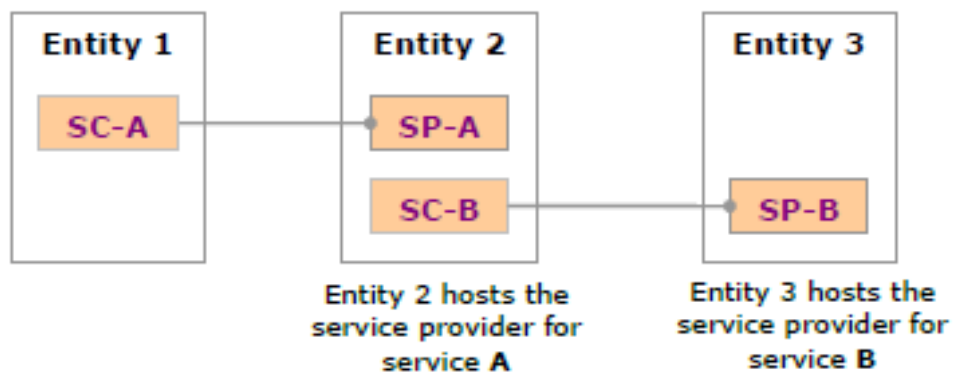 Entity 1
Entity 2
Entity 3
SC-A
SP-A
SC-B
SP-B
Entity 2 hosts the
service provider for
service A
Entity 3 hosts the
service provider for
service B